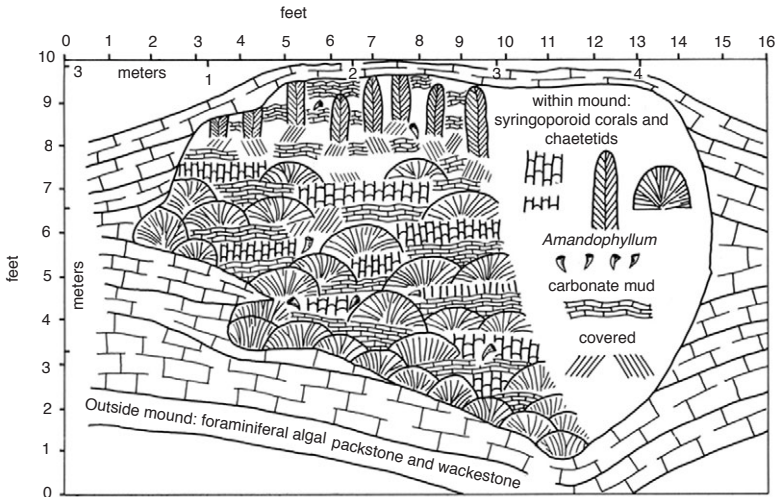 feet
0 1 2 3 4 5 6 7 8 9 10 11 12 13 14 15 16
3 meters 1 2 3 4
10
9
8
7
6
5
4
3
2
1
0
feet
meters
within mound:
syringoporoid corals and
chaetetids
Amandophyllum
carbonate mud
covered
Outside mound: foraminiferal algal packstone and wackestone